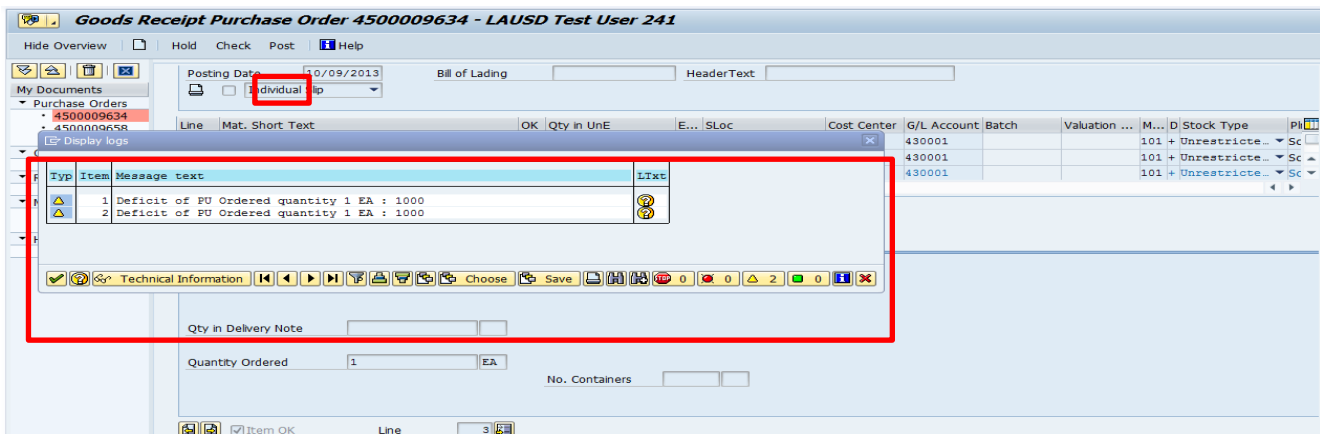 Goods Receipt Purchase Order 4500009634 - LAUSD Test User 241
Hide Overview Hold Check Post Help
Posting Date 10/09/2013 Bill of Lading HeaderText
My Documents Individual Slip
Purchase Orders
4500009634
4500009658
Line Mat. Short Text OK Qty in UnE E... SLoc Cost Center G/L Account Batch Valuation ... M... D Stock Type
Display logs
430001 101 + Unrestricte...
430001 101 + Unrestricte...
430001 101 + Unrestricte...
Typ Item Message text LTxt
1 Deficit of PU Ordered quantity 1 EA : 1000
2 Deficit of PU Ordered quantity 1 EA : 1000
Technical Information Choose Save STOP 0 0 2 0
Qty in Delivery Note
Quantity Ordered 1 EA
No. Containers
Item OK Line 3